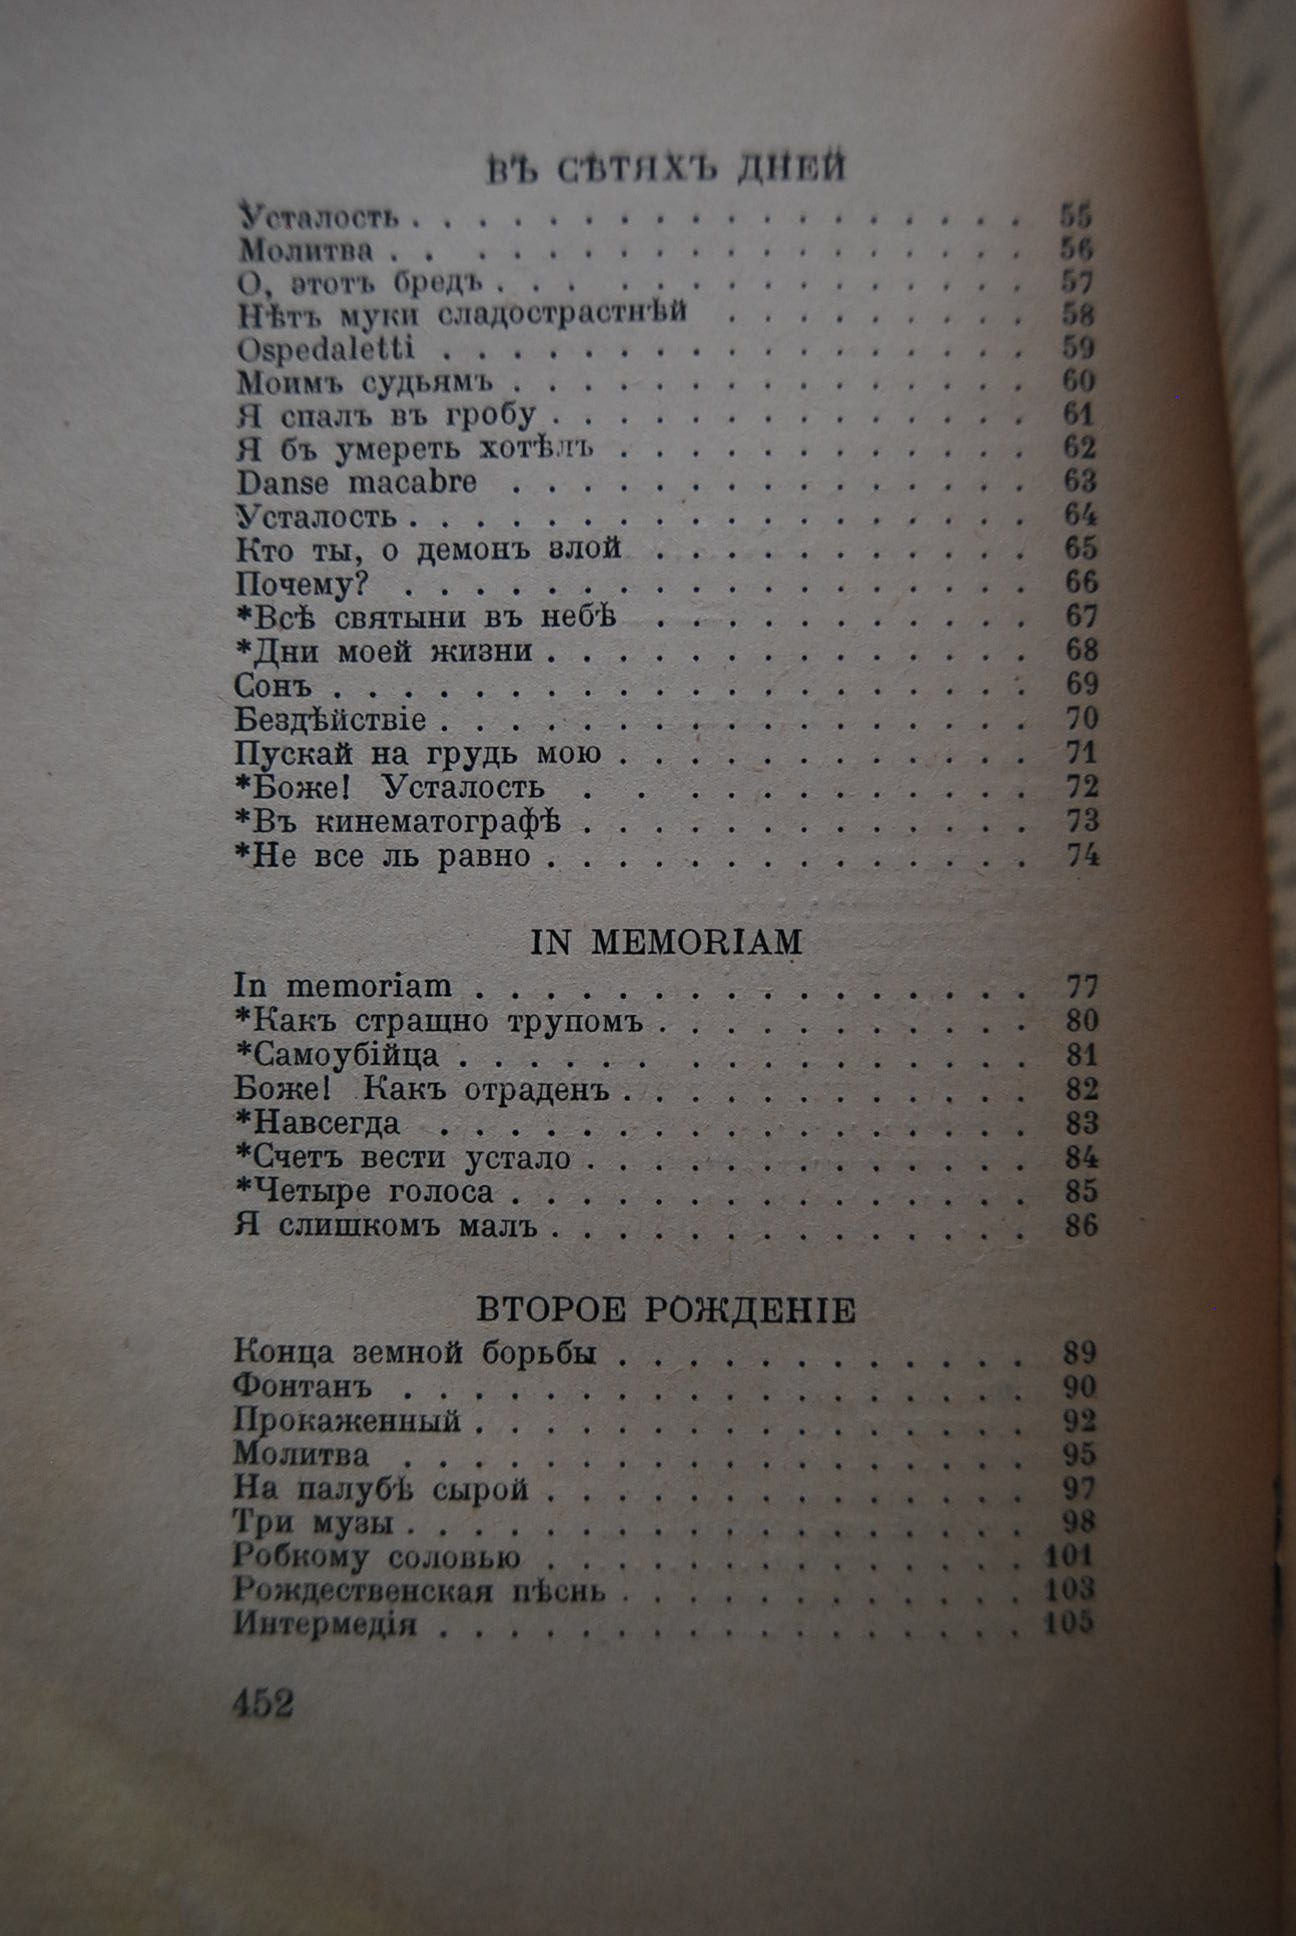 ВЪ СѢТЯХЪ ДНЕЙ
Усталость . . . . . . . . . . . . . . . . . . 55
Молитва . . . . . . . . . . . . . . . . . . 56
О, этотъ бредъ . . . . . . . . . . . . . . . 57
Нѣтъ муки сладострастнѣй . . . . . . . . . 58
Ospedaletti . . . . . . . . . . . . . . . . . 59
Моимъ судьямъ . . . . . . . . . . . . . . . 60
Я спалъ въ гробу . . . . . . . . . . . . . . 61
Я бъ умереть хотѣлъ . . . . . . . . . . . . 62
Danse macabre . . . . . . . . . . . . . . . 63
Усталость . . . . . . . . . . . . . . . . . . 64
Кто ты, о демонъ злой . . . . . . . . . . . 65
Почему? . . . . . . . . . . . . . . . . . . 66
*Всѣ святыни въ небѣ . . . . . . . . . . . 67
*Дни моей жизни . . . . . . . . . . . . . . 68
Сонъ . . . . . . . . . . . . . . . . . . . . 69
Бездѣйствіе . . . . . . . . . . . . . . . . . 70
Пускай на грудь мою . . . . . . . . . . . . 71
*Боже! Усталость . . . . . . . . . . . . . 72
*Въ кинематографѣ . . . . . . . . . . . . . 73
*Не все ль равно . . . . . . . . . . . . . . 74
IN MEMORIAM
In memoriam . . . . . . . . . . . . . . . . 77
*Какъ стращно трупомъ . . . . . . . . . . . 80
*Самоубійца . . . . . . . . . . . . . . . . 81
Боже! Какъ отраденъ . . . . . . . . . . . . 82
*Навсегда . . . . . . . . . . . . . . . . . 83
*Счетъ вести устало . . . . . . . . . . . . . 84
*Четыре голоса . . . . . . . . . . . . . . . 85
Я слишкомъ малъ . . . . . . . . . . . . . . 86
ВТОРОЕ РОЖДЕНІЕ
Конца земной борьбы . . . . . . . . . . . . 89
Фонтанъ . . . . . . . . . . . . . . . . . . 90
Прокаженный . . . . . . . . . . . . . . . . 92
Молитва . . . . . . . . . . . . . . . . . . 95
На палубѣ сырой . . . . . . . . . . . . . . 97
Три музы . . . . . . . . . . . . . . . . . . 98
Робкому соловью . . . . . . . . . . . . . . 101
Рождественская пѣснь . . . . . . . . . . . . 103
Интермедія . . . . . . . . . . . . . . . . . 105
452